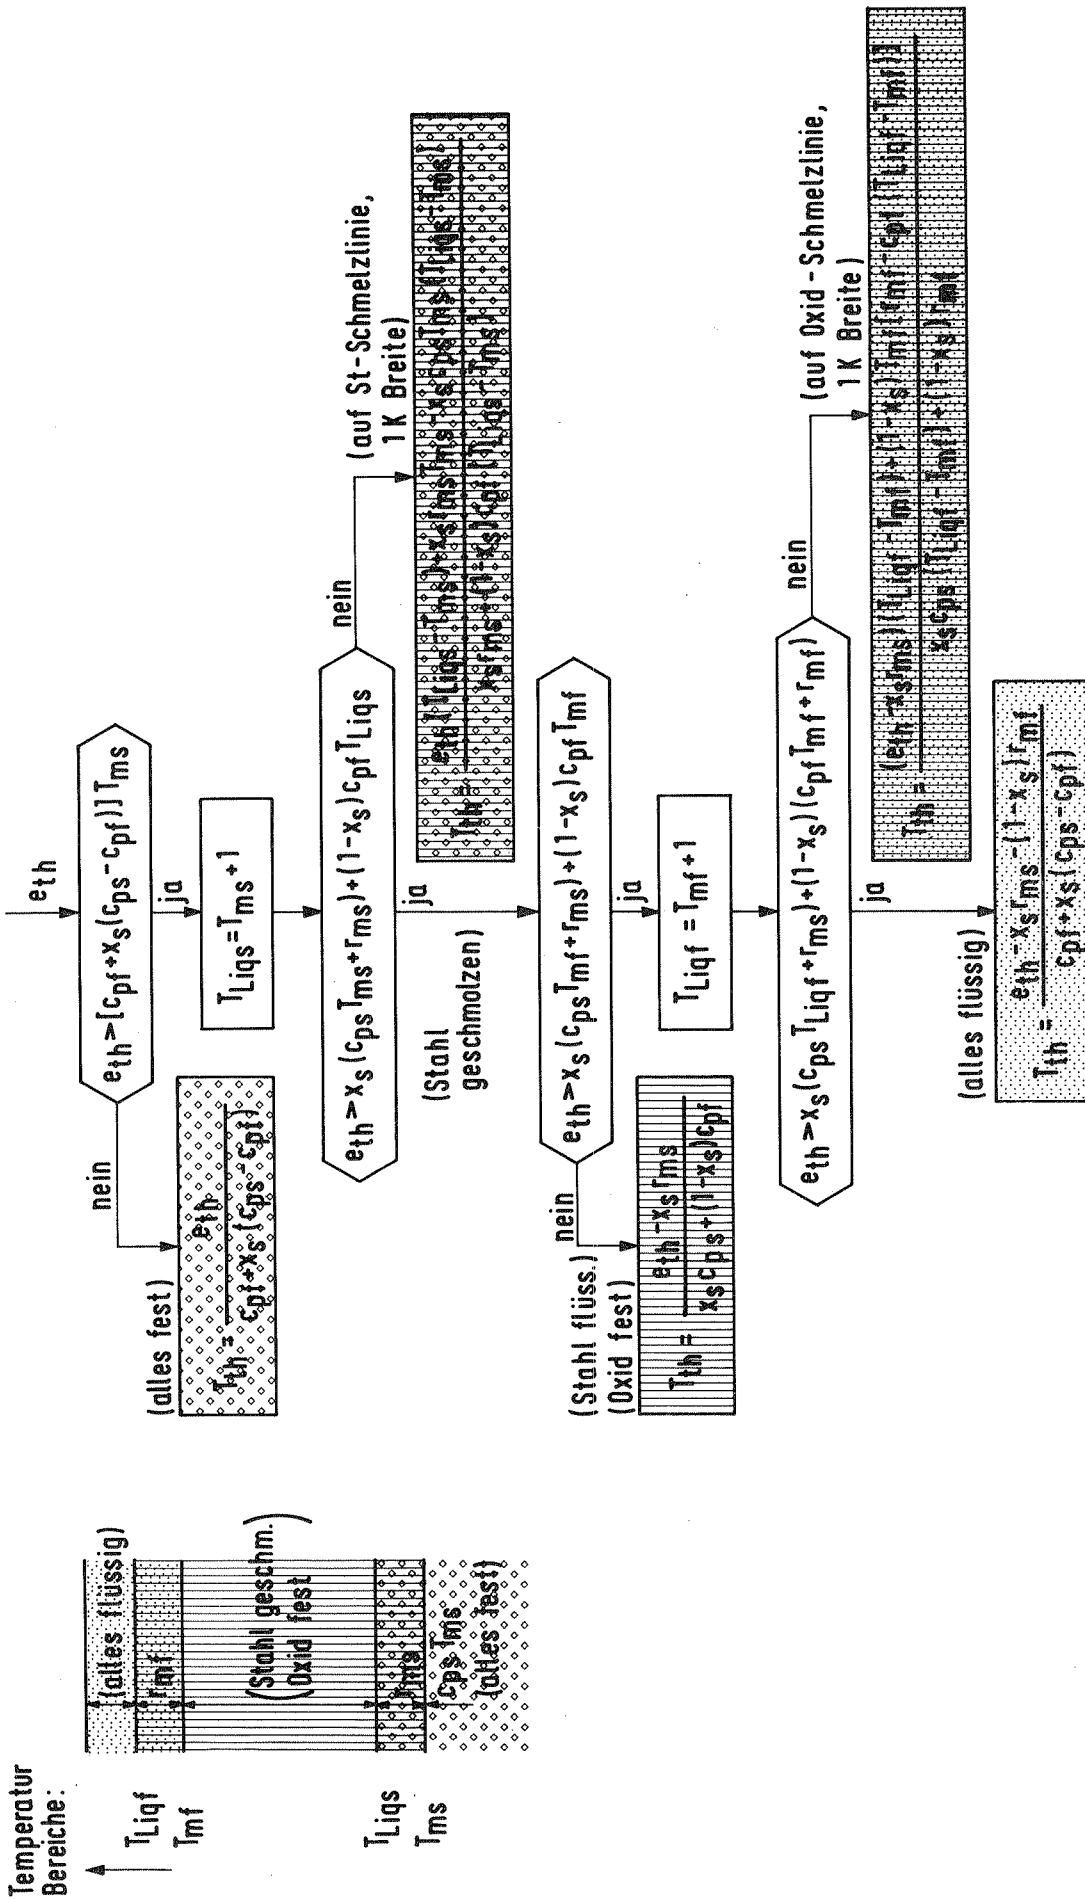 Temperatur
Bereiche:
T_Liqf
T_mf
T_Liqs
T_ms
(alles flüssig)
r_mf
(Stahl geschm.)
(Oxid fest)
r_ms
c_ps T_ms
(alles fest)
e_th
e_th > [c_pf + x_s (c_ps - c_pf)] T_ms
nein
ja
(alles fest)
T_th = e_th / (c_pf + x_s (c_ps - c_pf))
T_Liqs = T_ms + 1
e_th > x_s (c_ps T_ms + r_ms) + (1-x_s) c_pf T_Liqs
nein
(auf St-Schmelzlinie,
1K Breite)
ja
(Stahl
geschmolzen)
e_th > x_s (c_ps T_mf + r_ms) + (1-x_s) c_pf T_mf
nein
(Stahl flüss.)
(Oxid fest)
T_th = (e_th - x_s r_ms) / (x_s c_ps + (1-x_s) c_pf)
ja
T_Liqf = T_mf + 1
e_th > x_s (c_ps T_Liqf + r_ms) + (1-x_s) (c_pf T_mf + r_mf)
nein
(auf Oxid-Schmelzlinie,
1K Breite)
ja
(alles flüssig)
T_th = (e_th - x_s r_ms - (1-x_s) r_mf) / (c_pf + x_s (c_ps - c_pf))